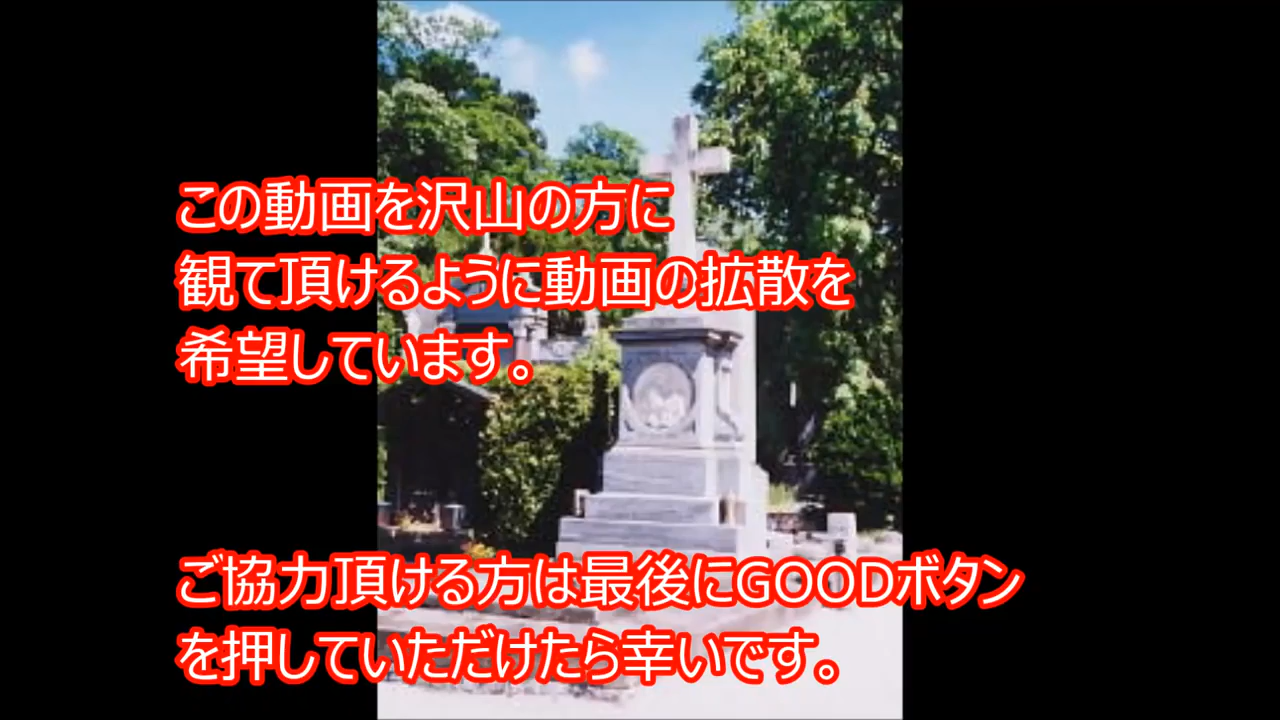 この動画を沢山の方に
観て頂けるように動画の拡散を
希望しています。
ご協力頂ける方は最後にGOODボタン
を押していただけたら幸いです。